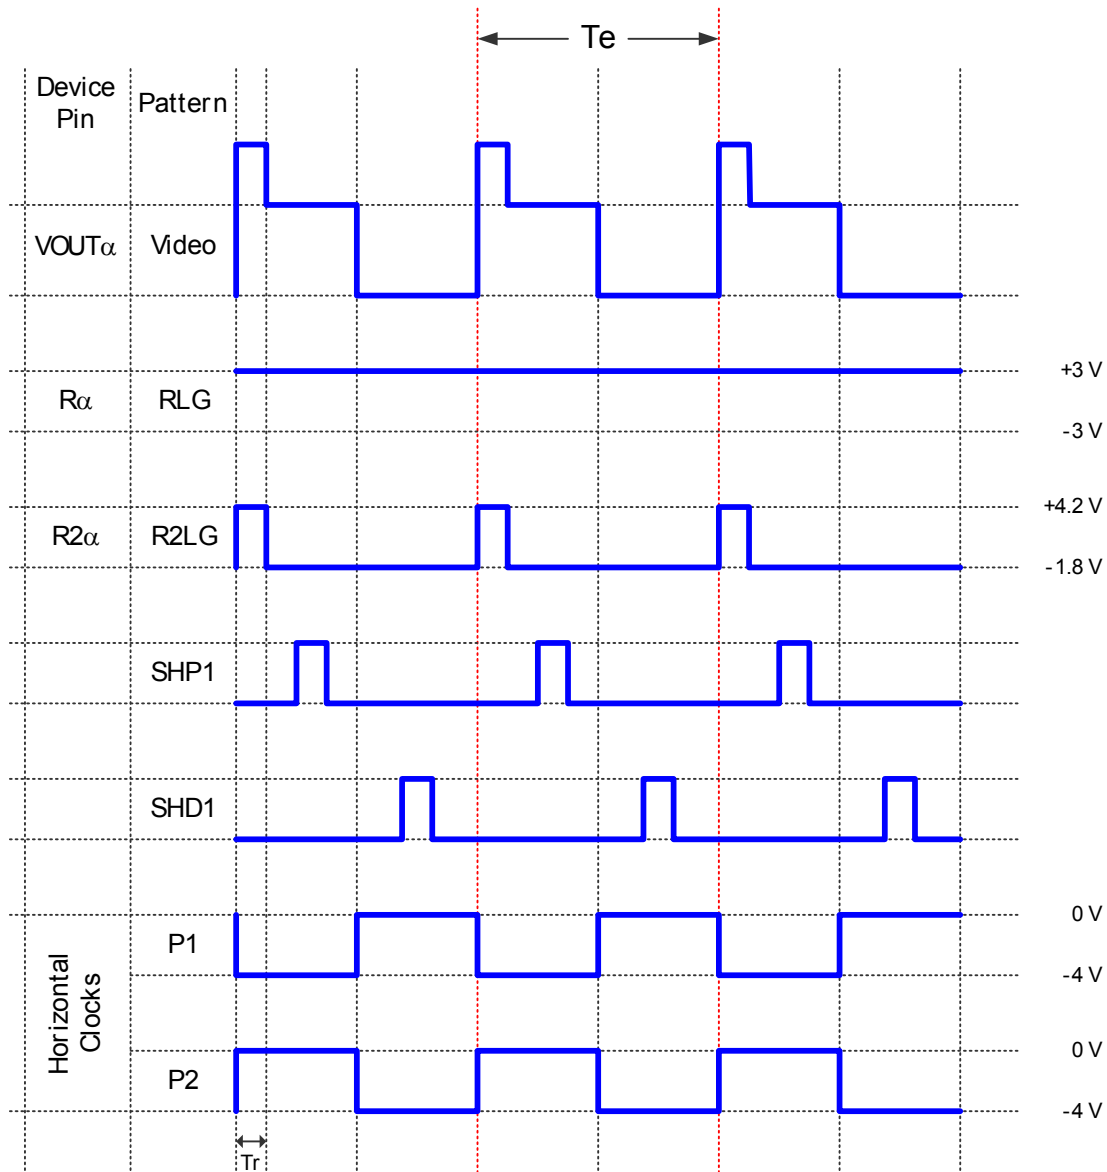 Te
Device
Pin
Pattern
VOUTα
Video
Rα
RLG
+3 V
-3 V
R2α
R2LG
+4.2 V
-1.8 V
SHP1
SHD1
Horizontal
Clocks
P1
0 V
-4 V
P2
0 V
-4 V
Tr